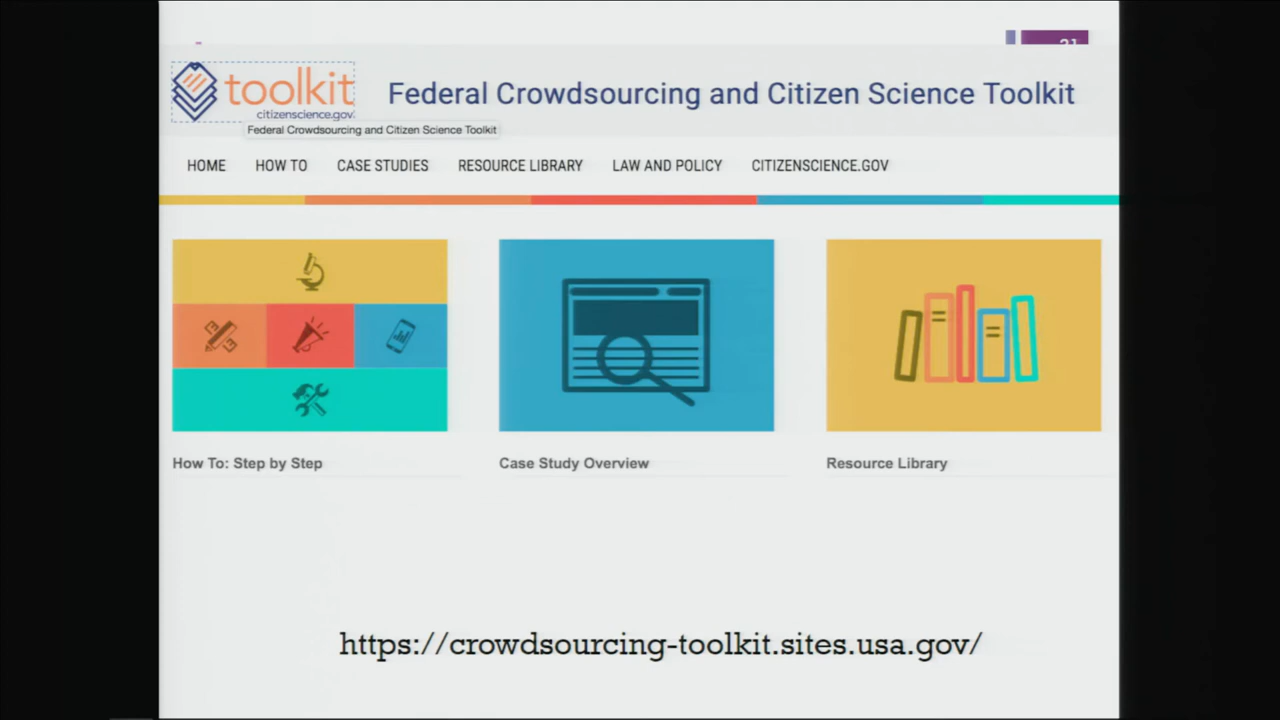 toolkit
citizenscience.gov
Federal Crowdsourcing and Citizen Science Toolkit
Federal Crowdsourcing and Citizen Science Toolkit
HOME HOW TO CASE STUDIES RESOURCE LIBRARY LAW AND POLICY CITIZENSCIENCE.GOV
How To: Step by Step
Case Study Overview
Resource Library
https://crowdsourcing-toolkit.sites.usa.gov/